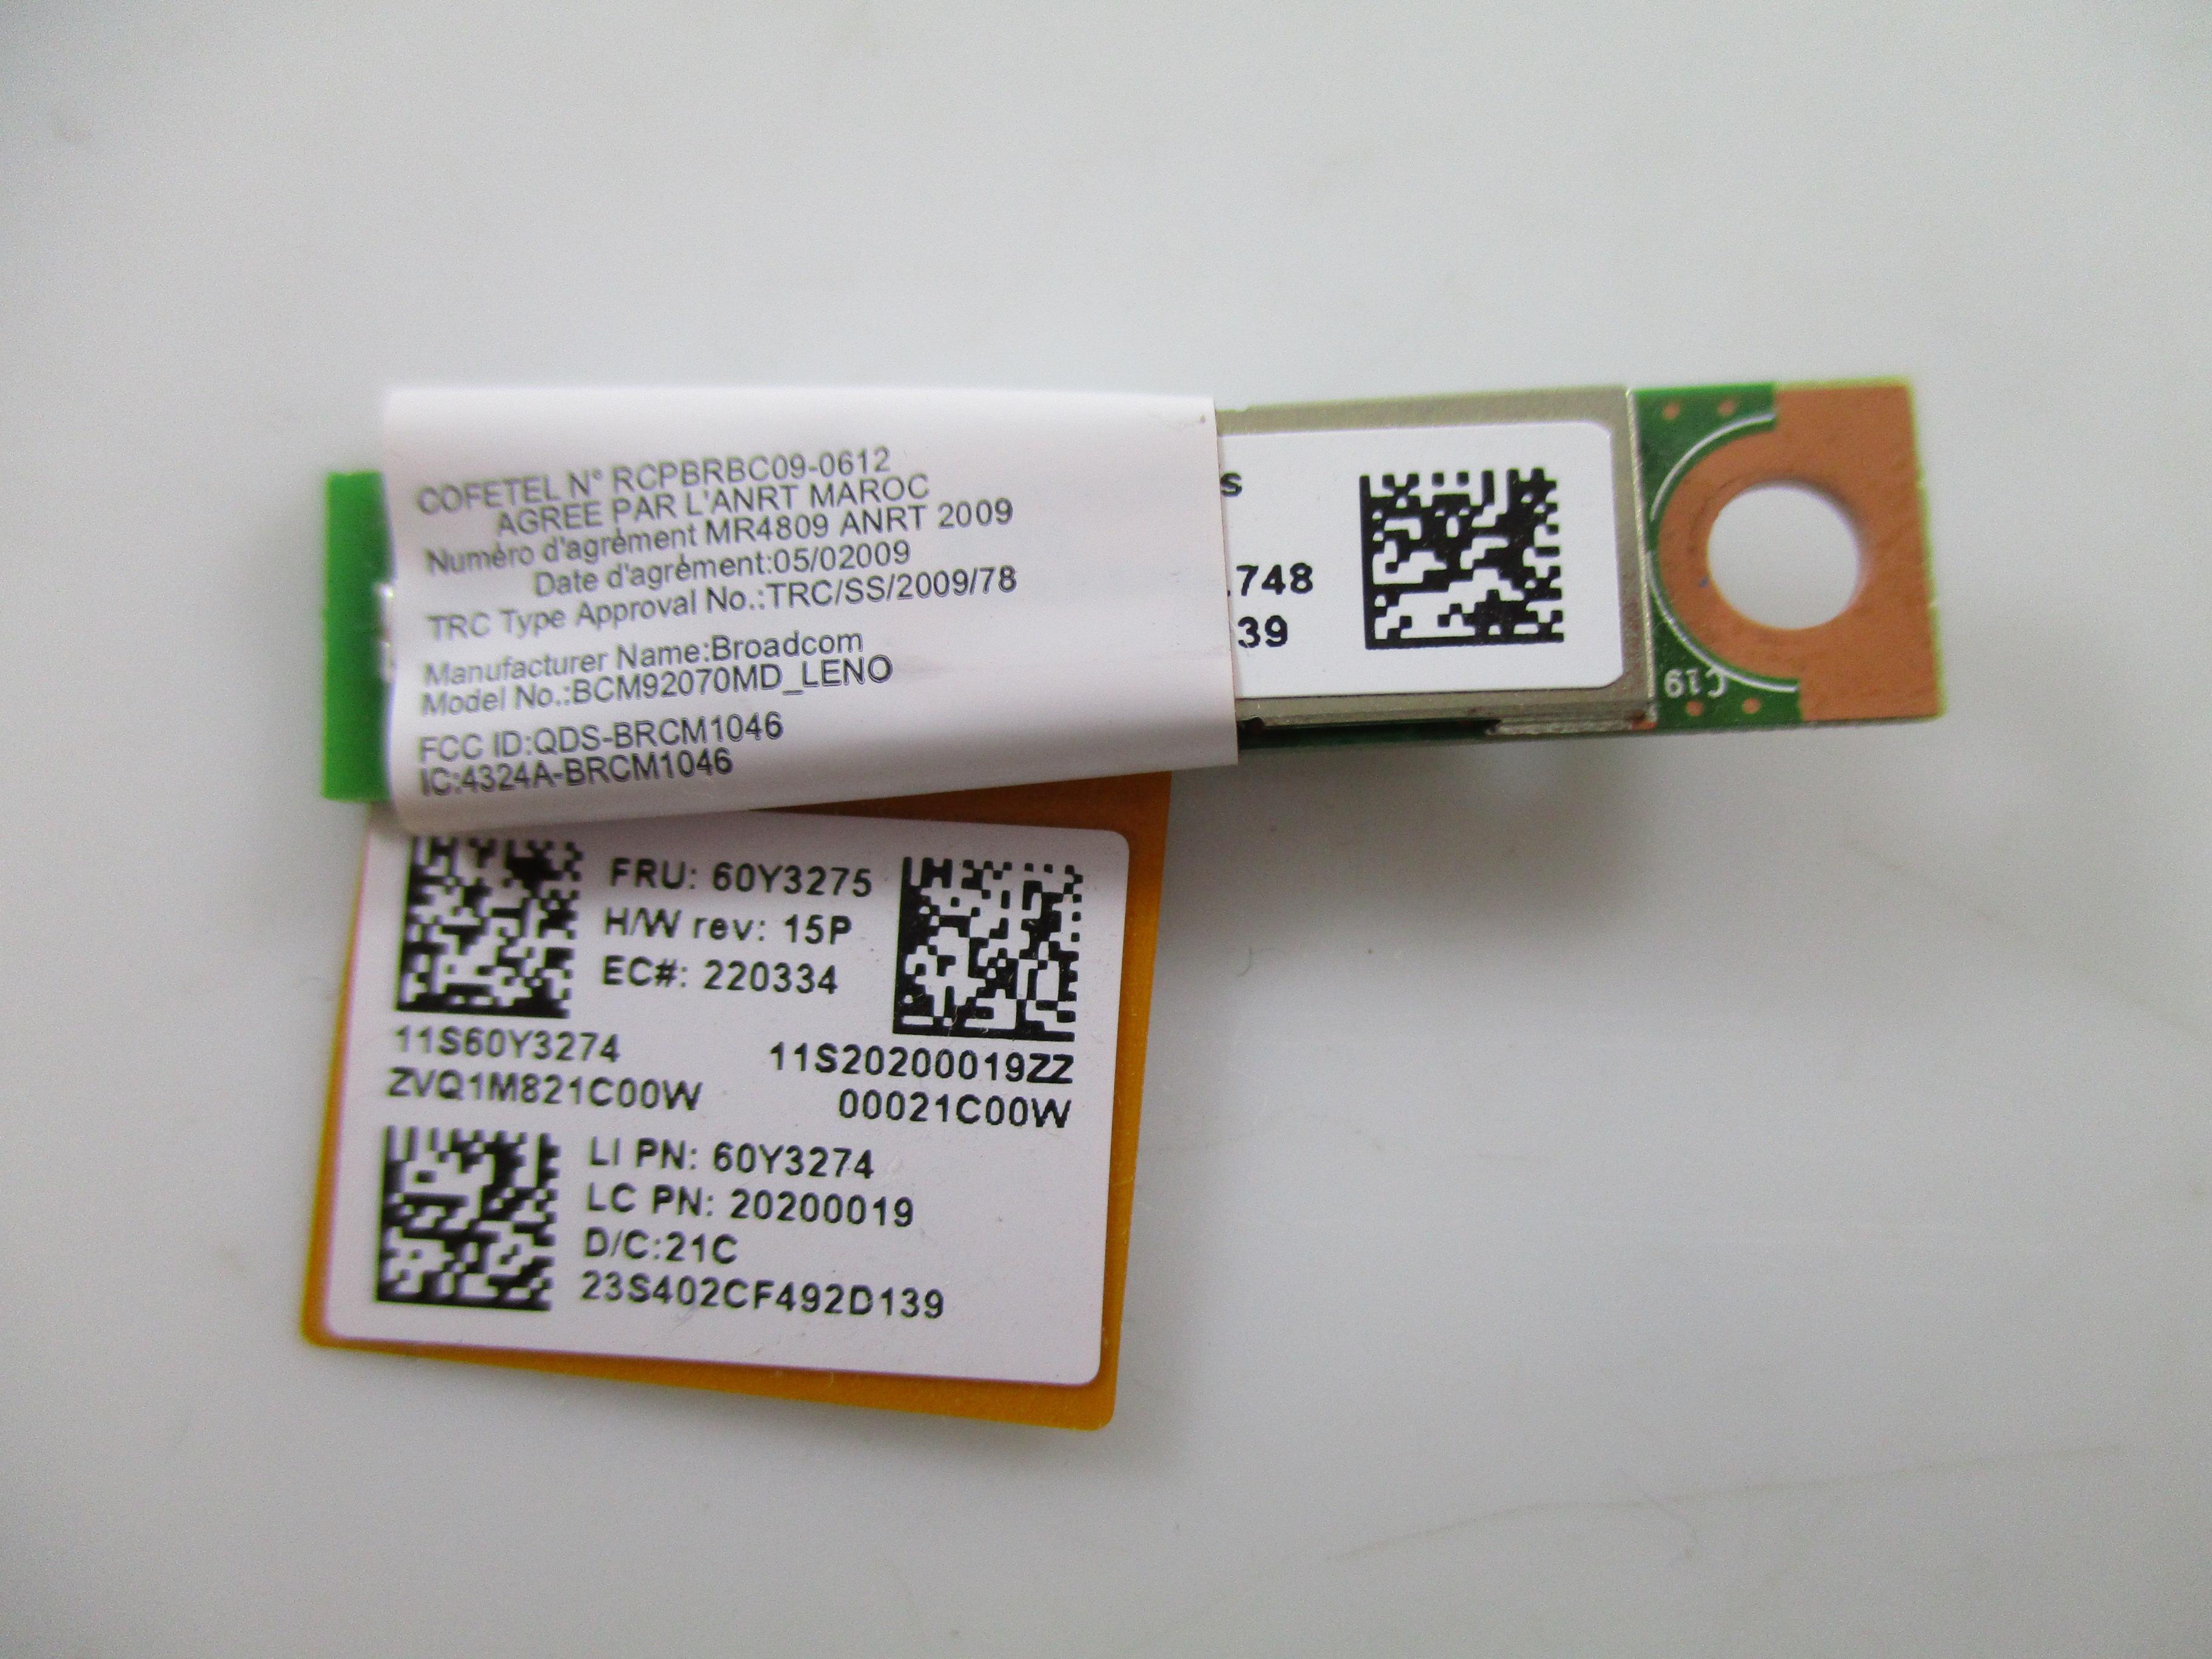 COFETEL N° RCPBRBC09-0612
AGREE PAR L'ANRT MAROC
Numéro d'agrément MR4809 ANRT 2009
Date d'agrément:05/02009
TRC Type Approval No.:TRC/SS/2009/78
Manufacturer Name:Broadcom
Model No.:BCM92070MD_LENO
FCC ID:QDS-BRCM1046
IC:4324A-BRCM1046
s
748
39
C19
FRU: 60Y3275
H/W rev: 15P
EC#: 220334
11S60Y3274
ZVQ1M821C00W
11S20200019ZZ
00021C00W
LI PN: 60Y3274
LC PN: 20200019
D/C:21C
23S402CF492D139